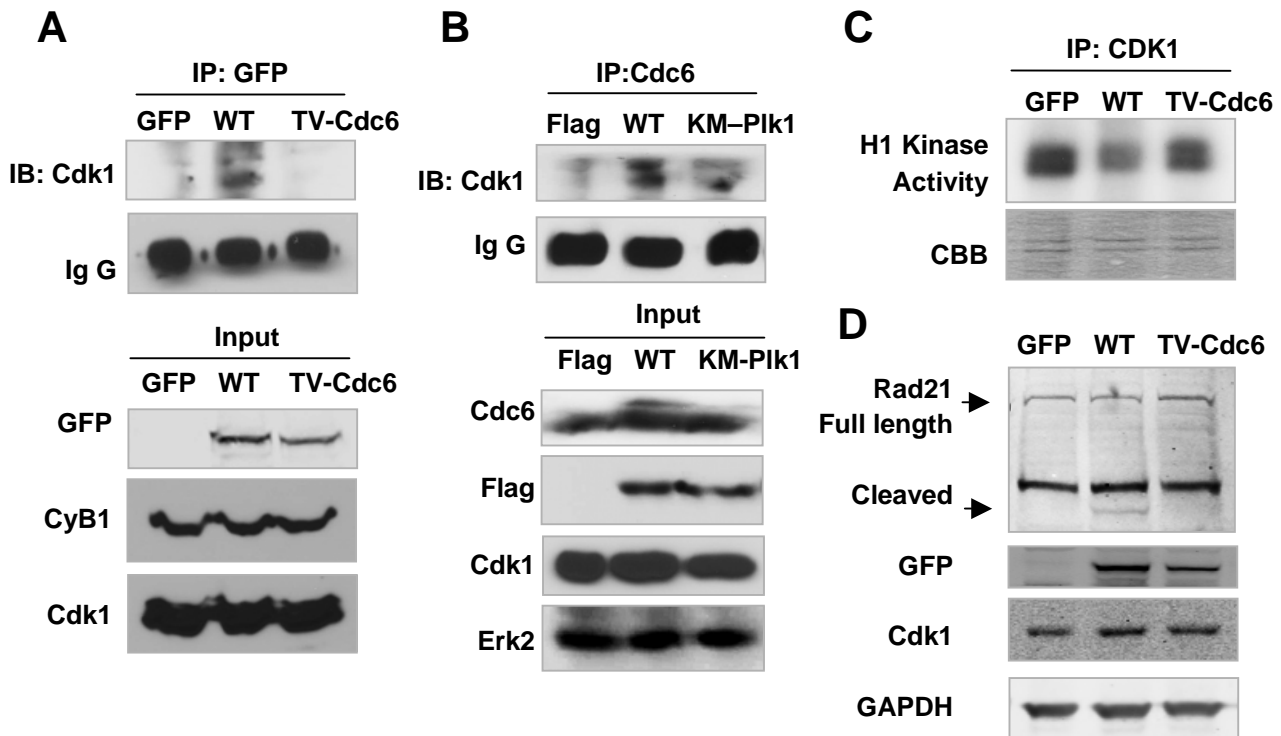 A
IP: GFP
GFP WT TV-Cdc6
IB: Cdk1
Ig G
Input
GFP WT TV-Cdc6
GFP
CyB1
Cdk1
B
IP:Cdc6
Flag WT KM–Plk1
IB: Cdk1
Ig G
Input
Flag WT KM-Plk1
Cdc6
Flag
Cdk1
Erk2
C
IP: CDK1
GFP WT TV-Cdc6
H1 Kinase
Activity
CBB
D
GFP WT TV-Cdc6
Rad21
Full length
Cleaved
GFP
Cdk1
GAPDH